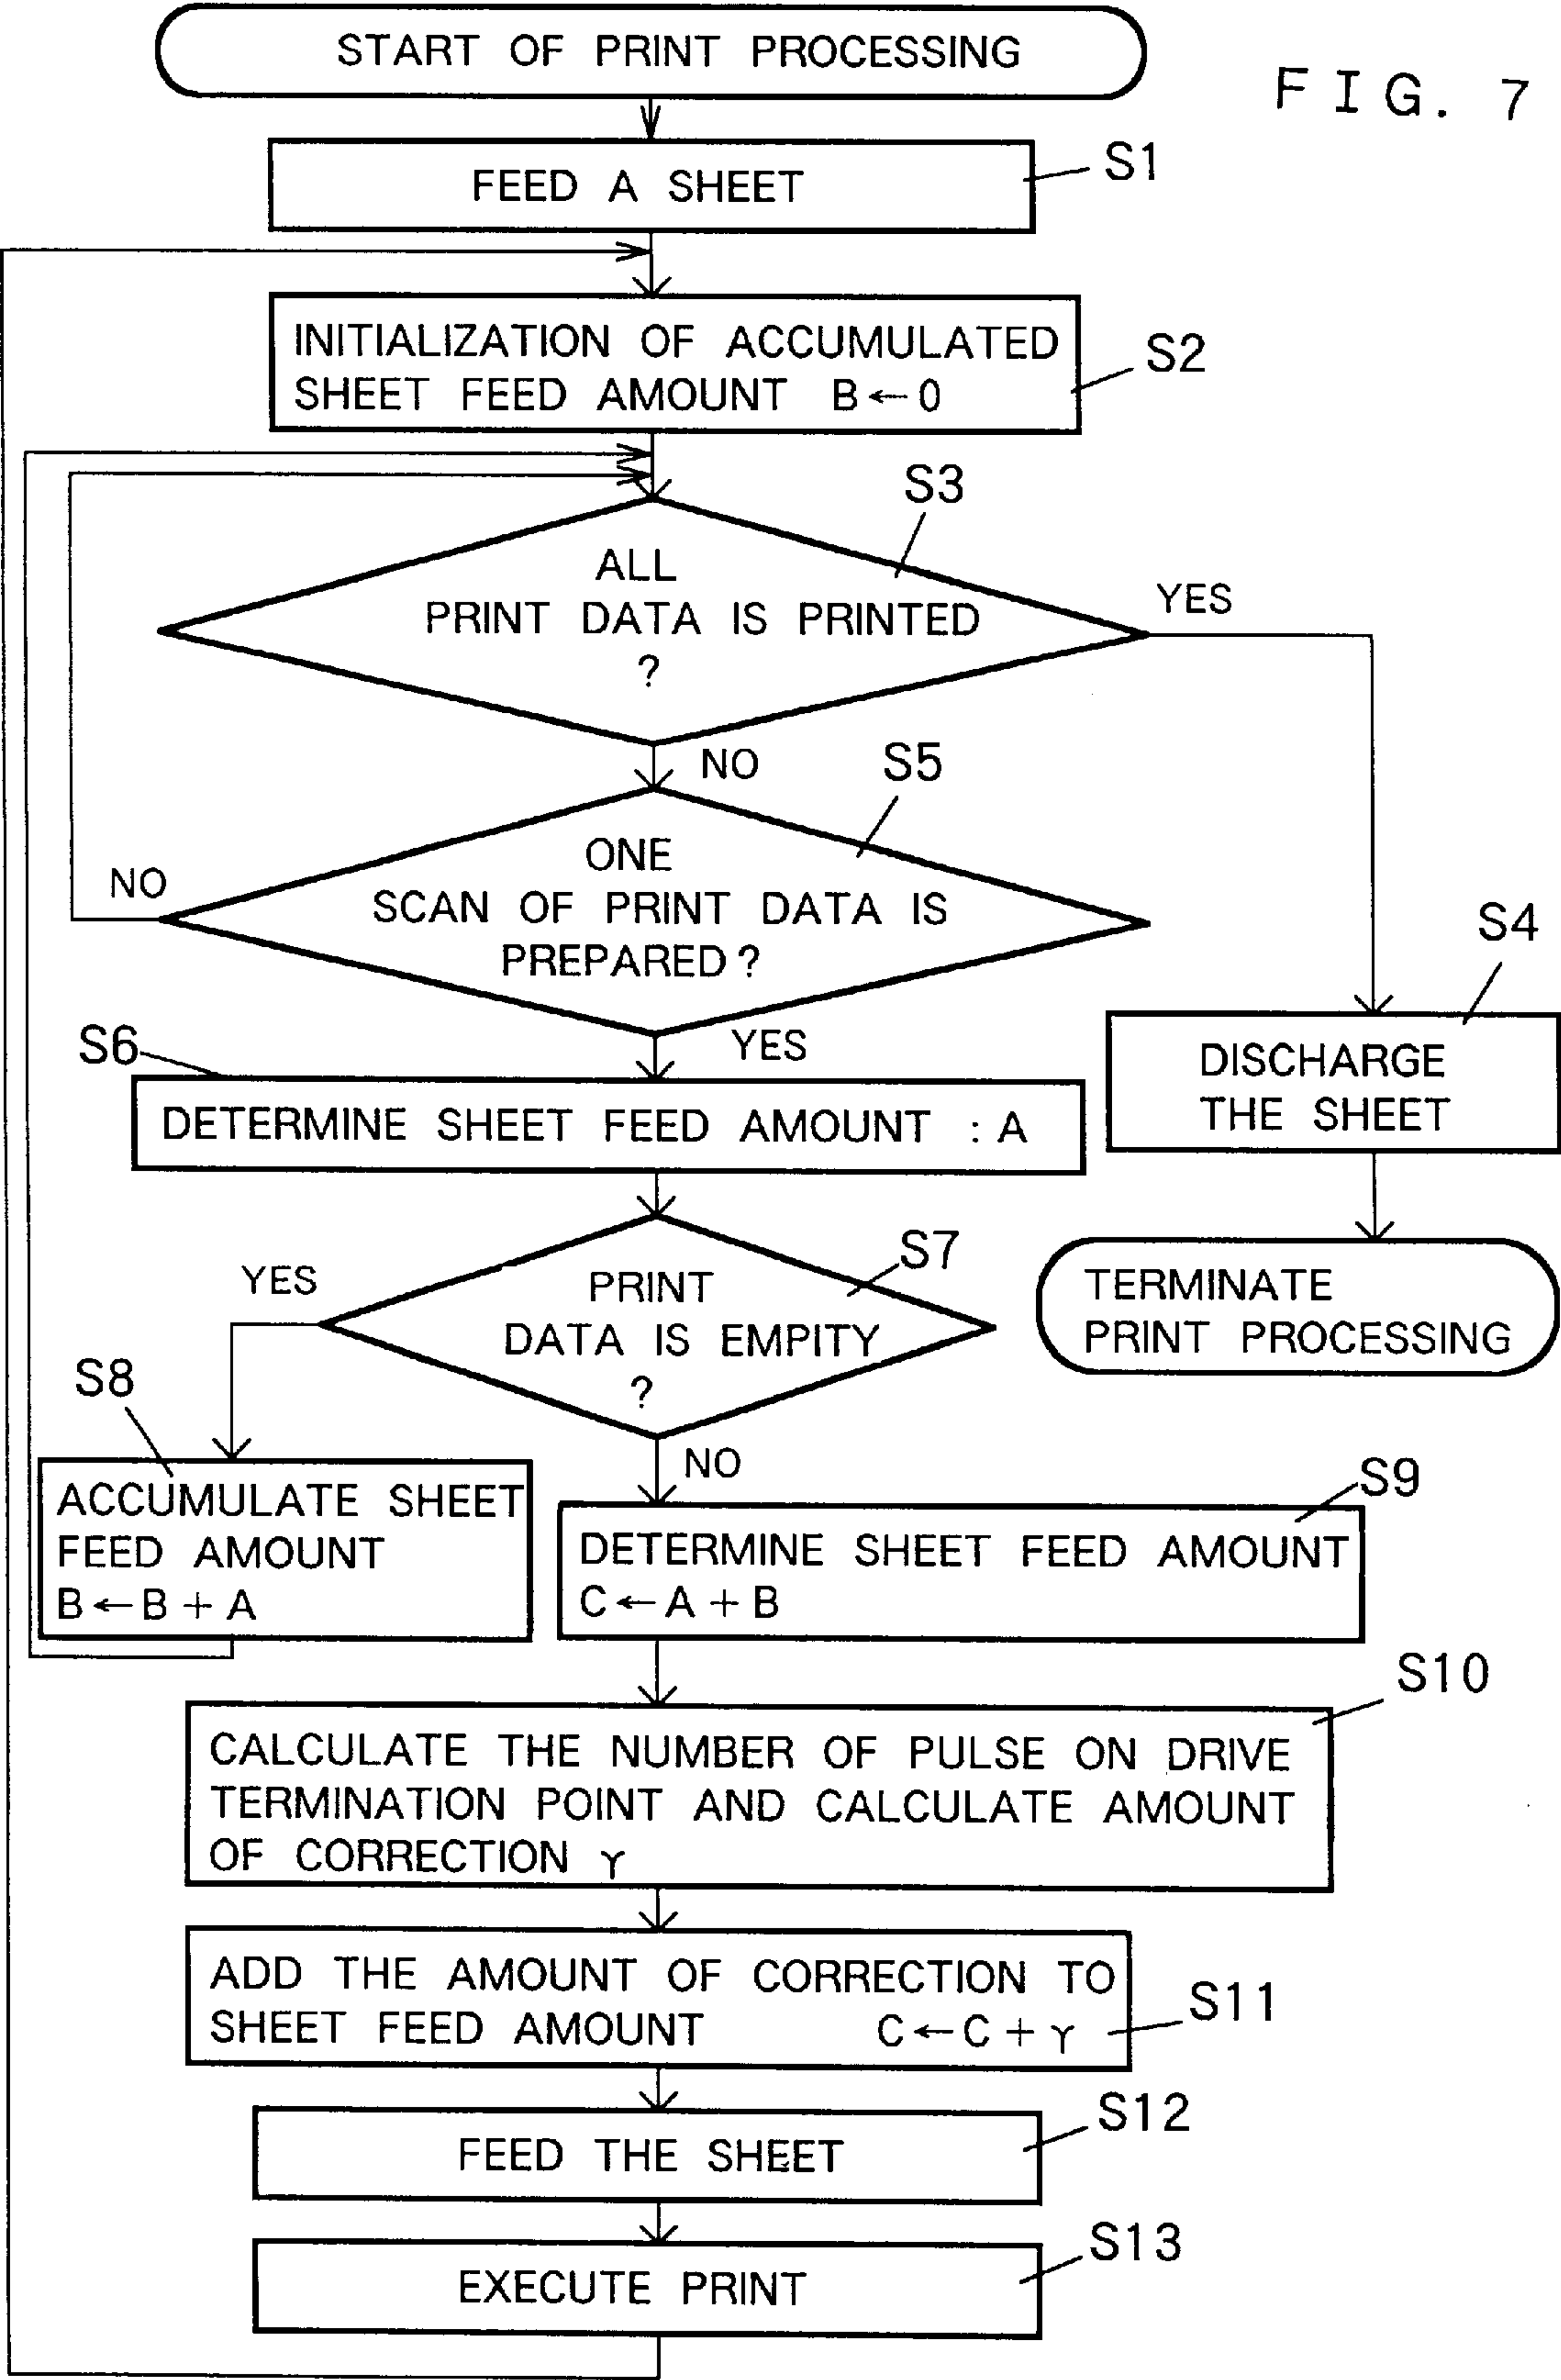 START OF PRINT PROCESSING
FIG. 7
FEED A SHEET
S1
INITIALIZATION OF ACCUMULATED
SHEET FEED AMOUNT B←0
S2
S3
ALL
PRINT DATA IS PRINTED
?
YES
NO
S5
ONE
SCAN OF PRINT DATA IS
PREPARED?
NO
YES
S4
DISCHARGE
THE SHEET
S6
DETERMINE SHEET FEED AMOUNT : A
S7
PRINT
DATA IS EMPITY
?
YES
NO
TERMINATE
PRINT PROCESSING
S8
ACCUMULATE SHEET
FEED AMOUNT
B←B+A
S9
DETERMINE SHEET FEED AMOUNT
C←A+B
S10
CALCULATE THE NUMBER OF PULSE ON DRIVE
TERMINATION POINT AND CALCULATE AMOUNT
OF CORRECTION γ
ADD THE AMOUNT OF CORRECTION TO
SHEET FEED AMOUNT C←C+γ
S11
S12
FEED THE SHEET
S13
EXECUTE PRINT